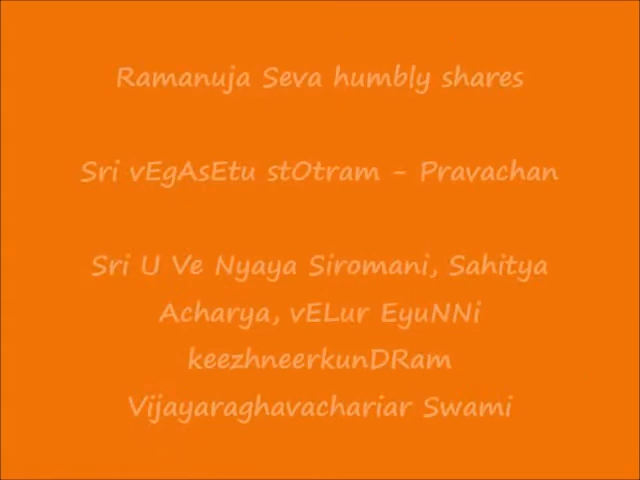 Ramanuja Seva humbly shares
Sri vEgAsEtu stOtram - Pravachan
Sri U Ve Nyaya Siromani, Sahitya
Acharya, vELur EyuNNi
keezhneerkunDRam
Vijayaraghavachariar Swami